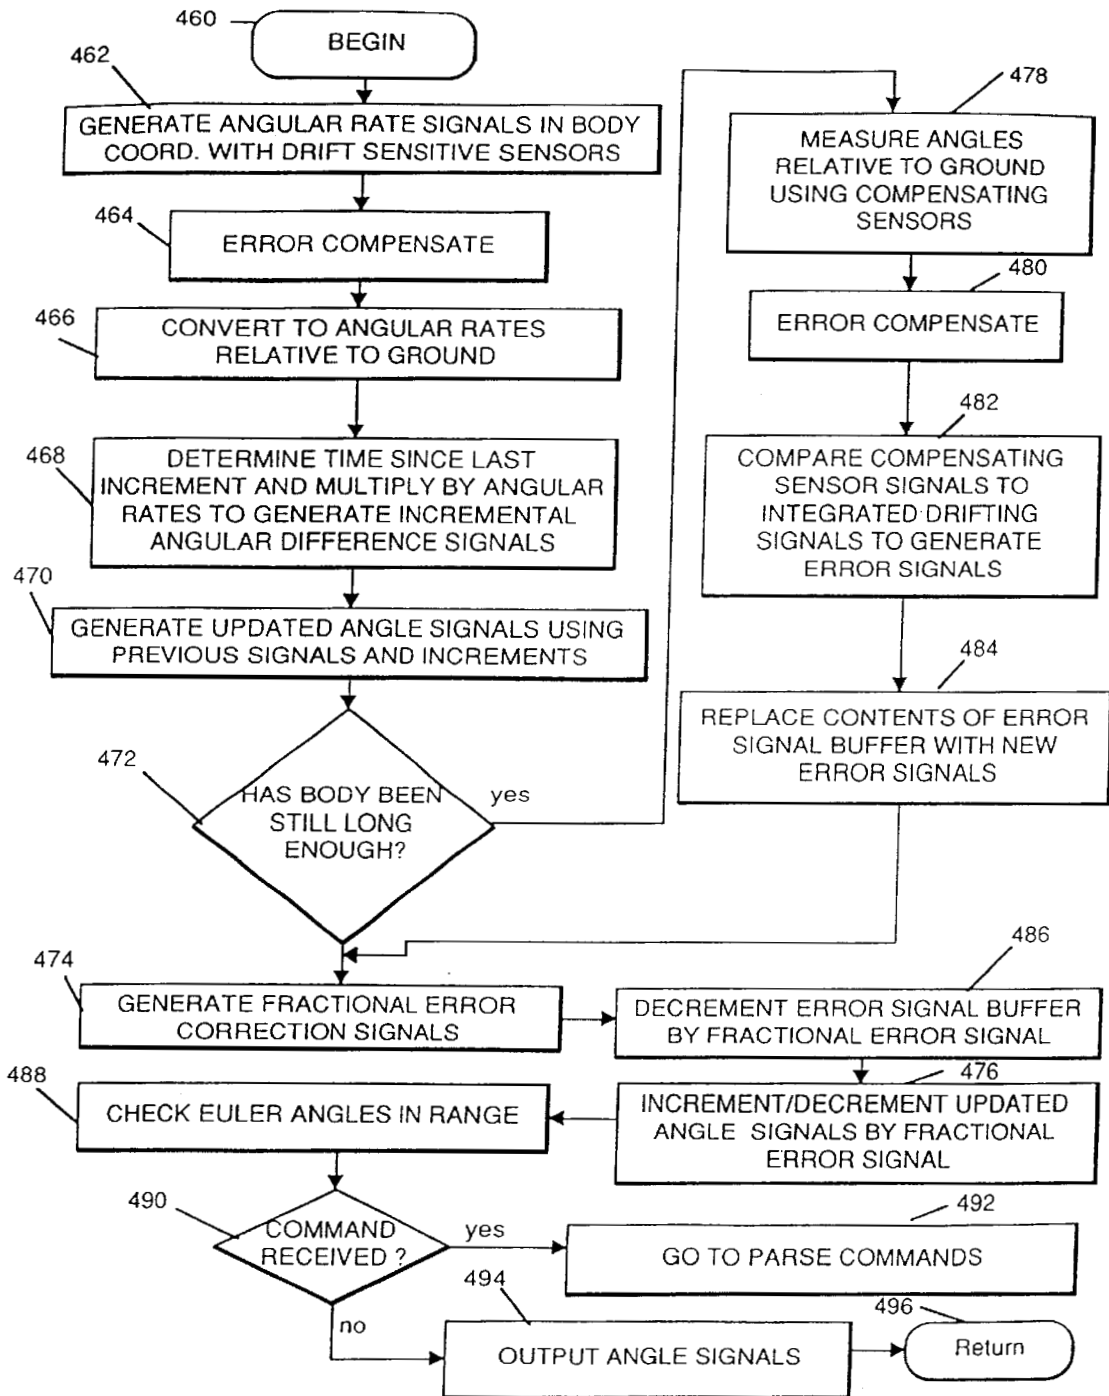 460
BEGIN
462
GENERATE ANGULAR RATE SIGNALS IN BODY
COORD. WITH DRIFT SENSITIVE SENSORS
464
ERROR COMPENSATE
466
CONVERT TO ANGULAR RATES
RELATIVE TO GROUND
468
DETERMINE TIME SINCE LAST
INCREMENT AND MULTIPLY BY ANGULAR
RATES TO GENERATE INCREMENTAL
ANGULAR DIFFERENCE SIGNALS
470
GENERATE UPDATED ANGLE SIGNALS USING
PREVIOUS SIGNALS AND INCREMENTS
472
HAS BODY BEEN
STILL LONG
ENOUGH?
yes
478
MEASURE ANGLES
RELATIVE TO GROUND
USING COMPENSATING
SENSORS
480
ERROR COMPENSATE
482
COMPARE COMPENSATING
SENSOR SIGNALS TO
INTEGRATED DRIFTING
SIGNALS TO GENERATE
ERROR SIGNALS
484
REPLACE CONTENTS OF ERROR
SIGNAL BUFFER WITH NEW
ERROR SIGNALS
474
GENERATE FRACTIONAL ERROR
CORRECTION SIGNALS
486
DECREMENT ERROR SIGNAL BUFFER
BY FRACTIONAL ERROR SIGNAL
476
INCREMENT/DECREMENT UPDATED
ANGLE SIGNALS BY FRACTIONAL
ERROR SIGNAL
488
CHECK EULER ANGLES IN RANGE
490
COMMAND
RECEIVED ?
yes
492
GO TO PARSE COMMANDS
no
494
OUTPUT ANGLE SIGNALS
496
Return